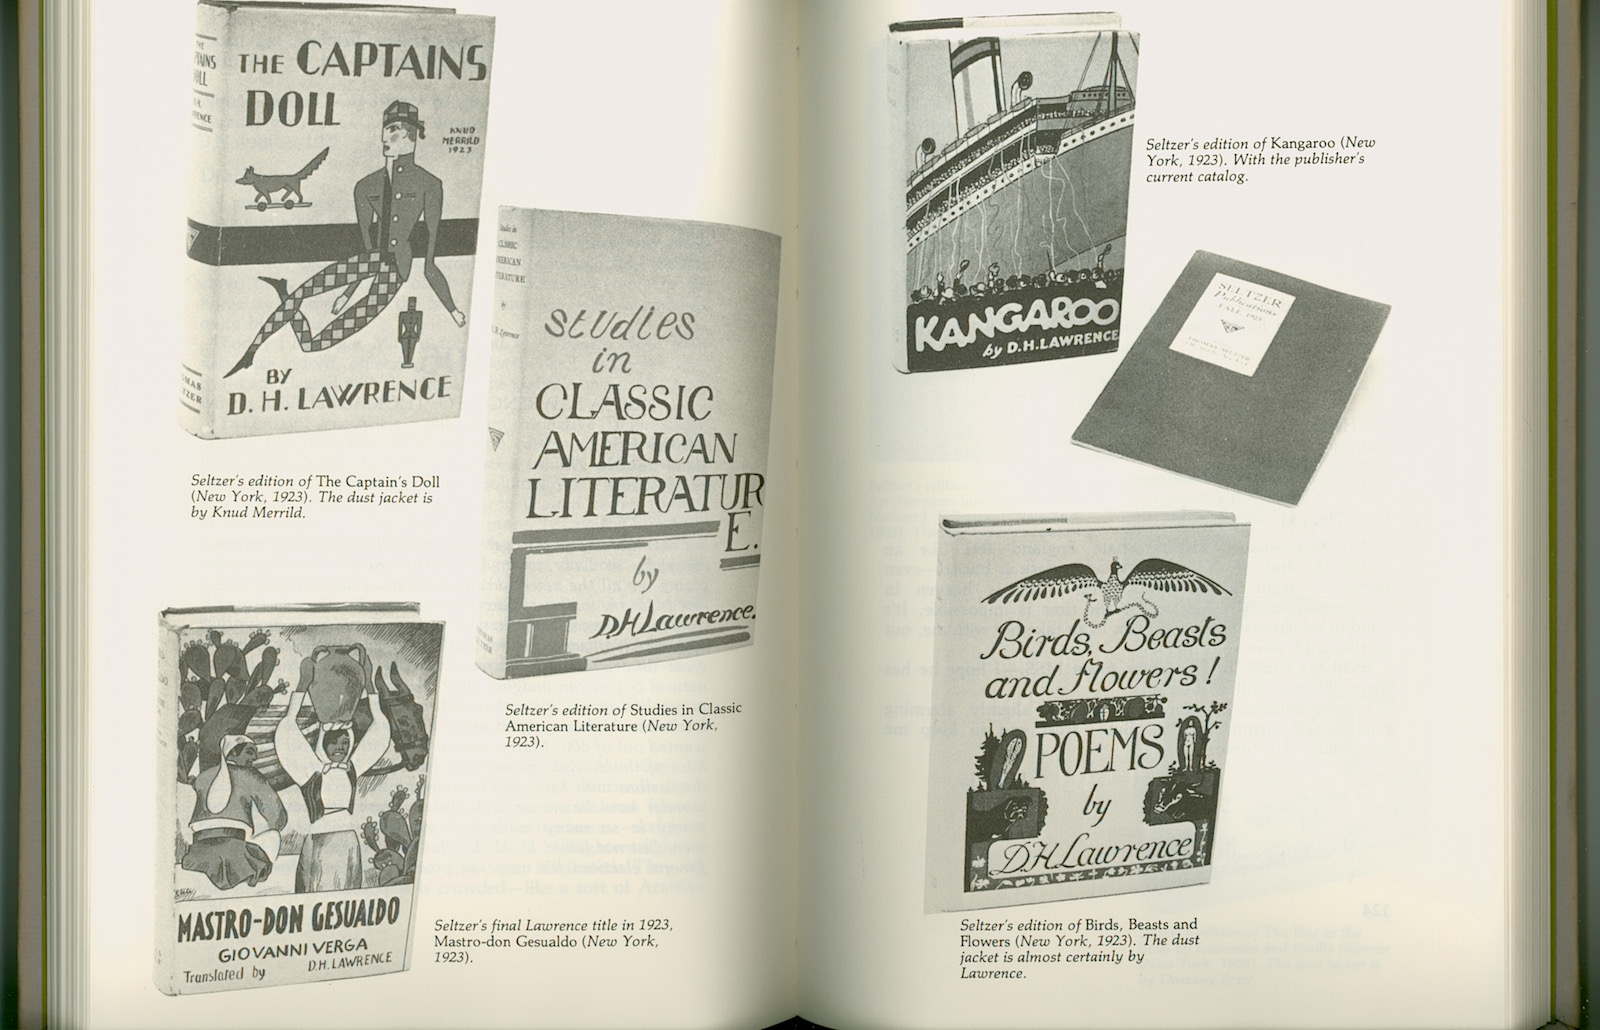 THE CAPTAINS
DOLL
KNUD
MERRILD
1923
BY
D. H. LAWRENCE
Seltzer's edition of The Captain's Doll
(New York, 1923). The dust jacket is
by Knud Merrild.
Studies in
CLASSIC
AMERICAN
LITERATURE
by
studies
in
CLASSIC
AMERICAN
LITERATUR
E.
by
D.H Lawrence.
Seltzer's edition of Studies in Classic
American Literature (New York,
1923).
MASTRO-DON GESUALDO
GIOVANNI VERGA
Translated by D.H. LAWRENCE
Seltzer's final Lawrence title in 1923,
Mastro-don Gesualdo (New York,
1923).
KANGAROO
by D.H. LAWRENCE
Seltzer's edition of Kangaroo (New
York, 1923). With the publisher's
current catalog.
SELTZER
Publications
FALL 1923
Birds, Beasts
and flowers!
POEMS
by
D.H. Lawrence
Seltzer's edition of Birds, Beasts and
Flowers (New York, 1923). The dust
jacket is almost certainly by
Lawrence.